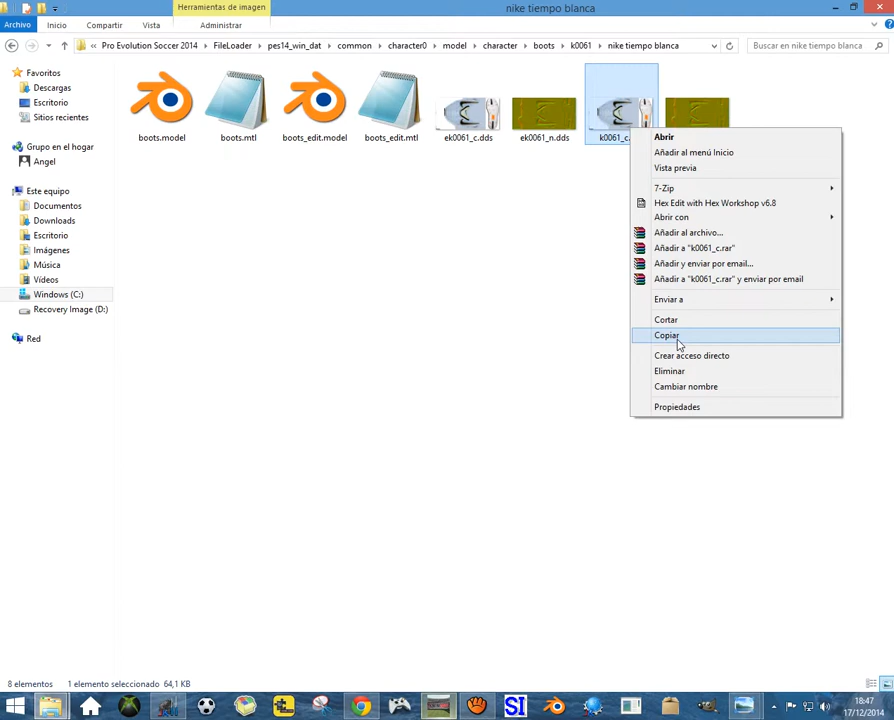 Herramientas de imagen
nike tiempo blanca
Archivo Inicio Compartir Vista Administrar
« Pro Evolution Soccer 2014 FileLoader pes14_win_dat common character0 model character boots k0061 nike tiempo blanca
Buscar en nike tiempo blanca
Favoritos
Descargas
Escritorio
Sitios recientes
Grupo en el hogar
Angel
Este equipo
Documentos
Downloads
Escritorio
Imágenes
Música
Vídeos
Windows (C:)
Recovery Image (D:)
Red
boots.model boots.mtl boots_edit.model boots_edit.mtl ek0061_c.dds ek0061_n.dds k0061_c.
Abrir
Añadir al menú Inicio
Vista previa
7-Zip
Hex Edit with Hex Workshop v6.8
Abrir con
Añadir al archivo...
Añadir a "k0061_c.rar"
Añadir y enviar por email...
Añadir a "k0061_c.rar" y enviar por email
Enviar a
Cortar
Copiar
Crear acceso directo
Eliminar
Cambiar nombre
Propiedades
8 elementos 1 elemento seleccionado 64,1 KB
SI
18:47
17/12/2014